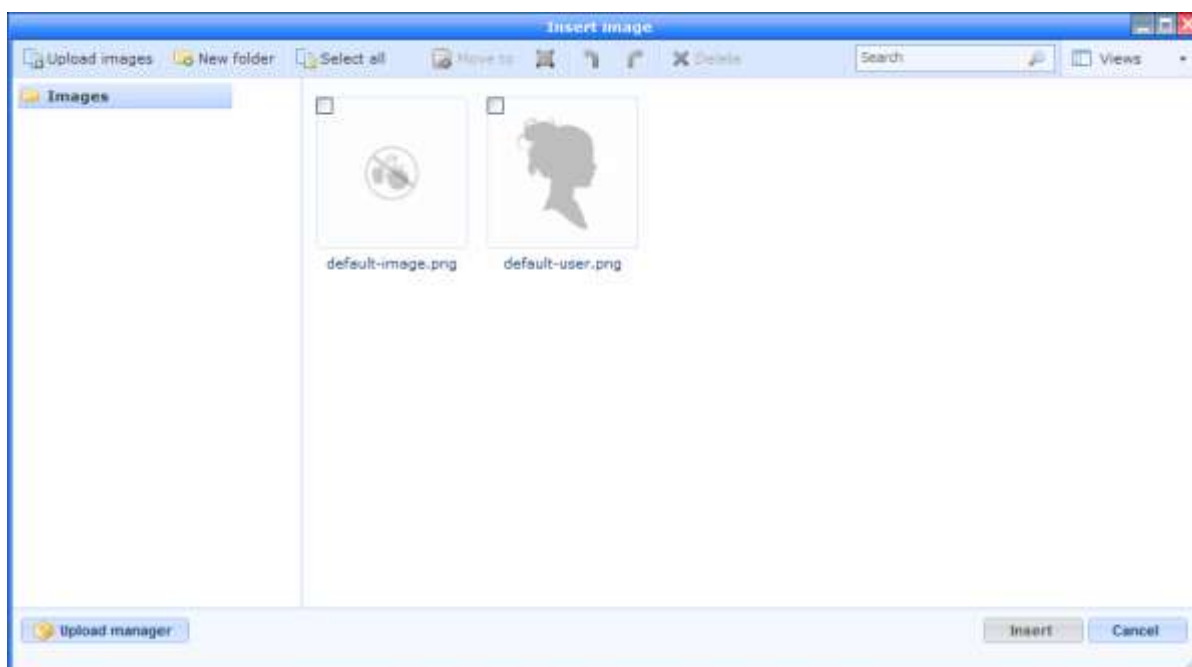 Insert image
Upload images New folder Select all Move to Delete Search Views
Images
default-image.png default-user.png
Upload manager Insert Cancel